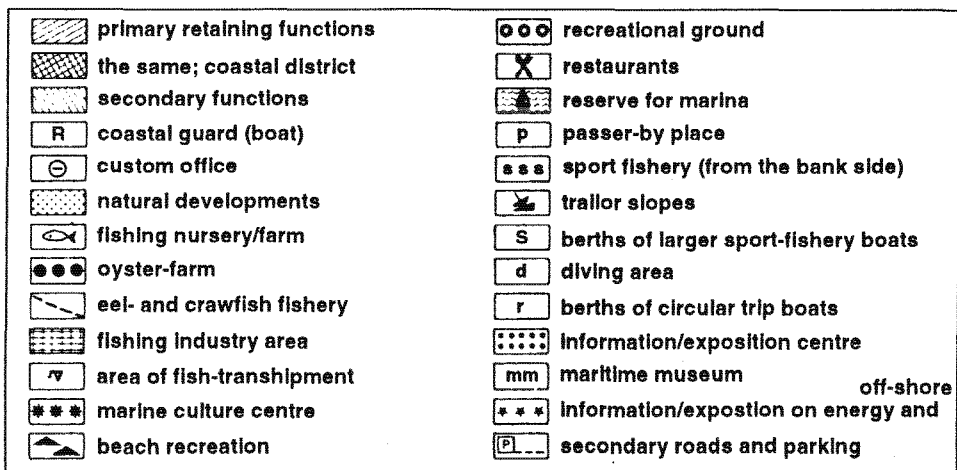 primary retaining functions
the same; coastal district
secondary functions
R coastal guard (boat)
custom office
natural developments
fishing nursery/farm
oyster-farm
eel- and crawfish fishery
fishing industry area
area of fish-transhipment
marine culture centre
beach recreation
recreational ground
restaurants
reserve for marina
p passer-by place
s s s sport fishery (from the bank side)
trailor slopes
S berths of larger sport-fishery boats
d diving area
r berths of circular trip boats
information/exposition centre
mm maritime museum
off-shore
information/expostion on energy and
P secondary roads and parking